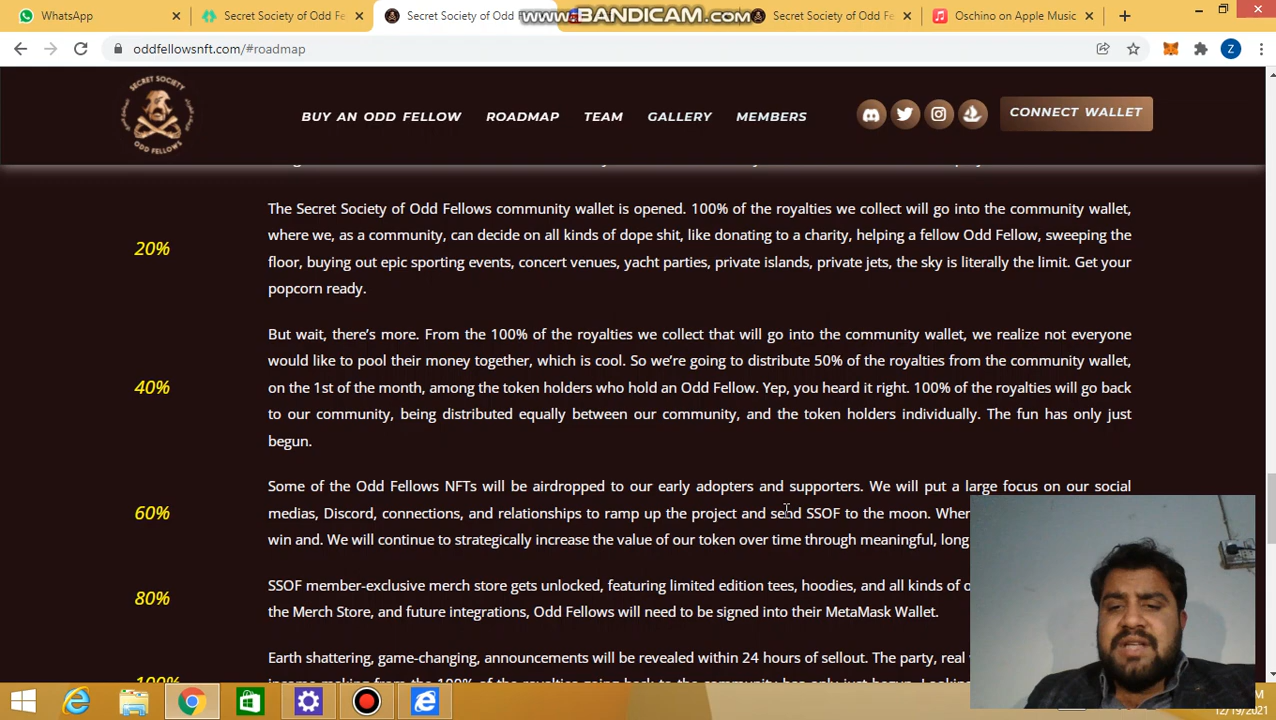 WhatsApp
Secret Society of Odd Fe
Secret Society of Odd F
www.BANDICAM.com
Secret Society of Odd Fe
Oschino on Apple Music
oddfellowsnft.com/#roadmap
Z
SECRET SOCIETY
ODD FELLOWS
BUY AN ODD FELLOW
ROADMAP
TEAM
GALLERY
MEMBERS
CONNECT WALLET
20%
The Secret Society of Odd Fellows community wallet is opened. 100% of the royalties we collect will go into the community wallet,
where we, as a community, can decide on all kinds of dope shit, like donating to a charity, helping a fellow Odd Fellow, sweeping the
floor, buying out epic sporting events, concert venues, yacht parties, private islands, private jets, the sky is literally the limit. Get your
popcorn ready.
40%
But wait, there's more. From the 100% of the royalties we collect that will go into the community wallet, we realize not everyone
would like to pool their money together, which is cool. So we're going to distribute 50% of the royalties from the community wallet,
on the 1st of the month, among the token holders who hold an Odd Fellow. Yep, you heard it right. 100% of the royalties will go back
to our community, being distributed equally between our community, and the token holders individually. The fun has only just
begun.
60%
Some of the Odd Fellows NFTs will be airdropped to our early adopters and supporters. We will put a large focus on our social
medias, Discord, connections, and relationships to ramp up the project and send SSOF to the moon. When
win and. We will continue to strategically increase the value of our token over time through meaningful, long
80%
SSOF member-exclusive merch store gets unlocked, featuring limited edition tees, hoodies, and all kinds of
the Merch Store, and future integrations, Odd Fellows will need to be signed into their MetaMask Wallet.
100%
Earth shattering, game-changing, announcements will be revealed within 24 hours of sellout. The party, real
12/19/2021